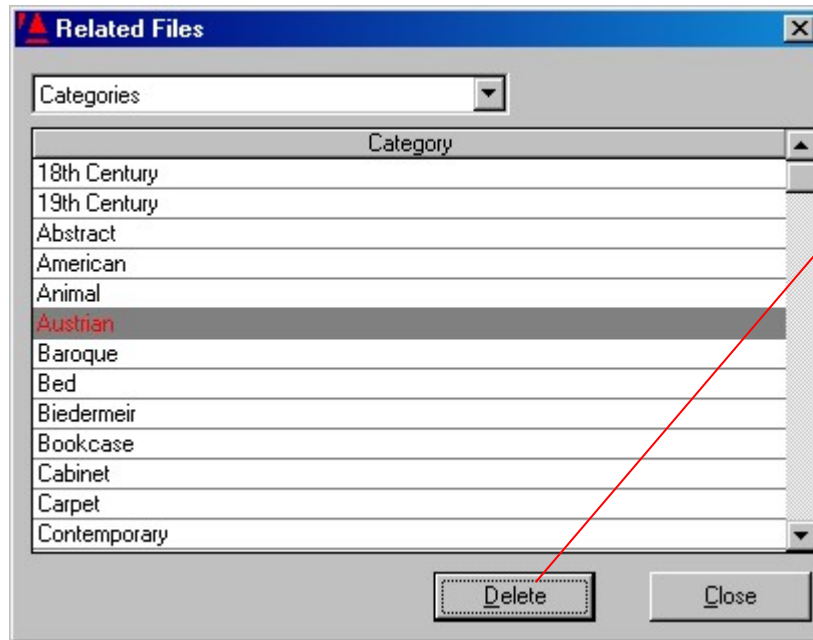 Related Files
Categories
Category
18th Century
19th Century
Abstract
American
Animal
Austrian
Baroque
Bed
Biedermeir
Bookcase
Cabinet
Carpet
Contemporary
Delete
Close